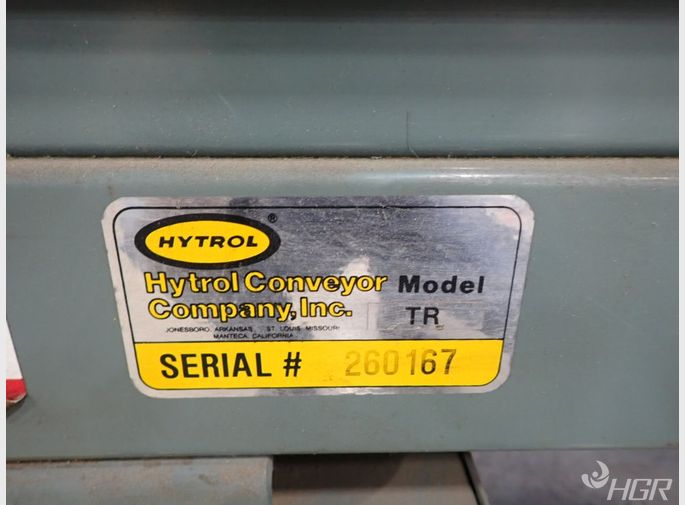 HYTROL ®
Hytrol Conveyor
Company, Inc.
Model
TR
JONESBORO, ARKANSAS ST. LOUIS, MISSOURI
MANTECA, CALIFORNIA
SERIAL # 260167
HGR